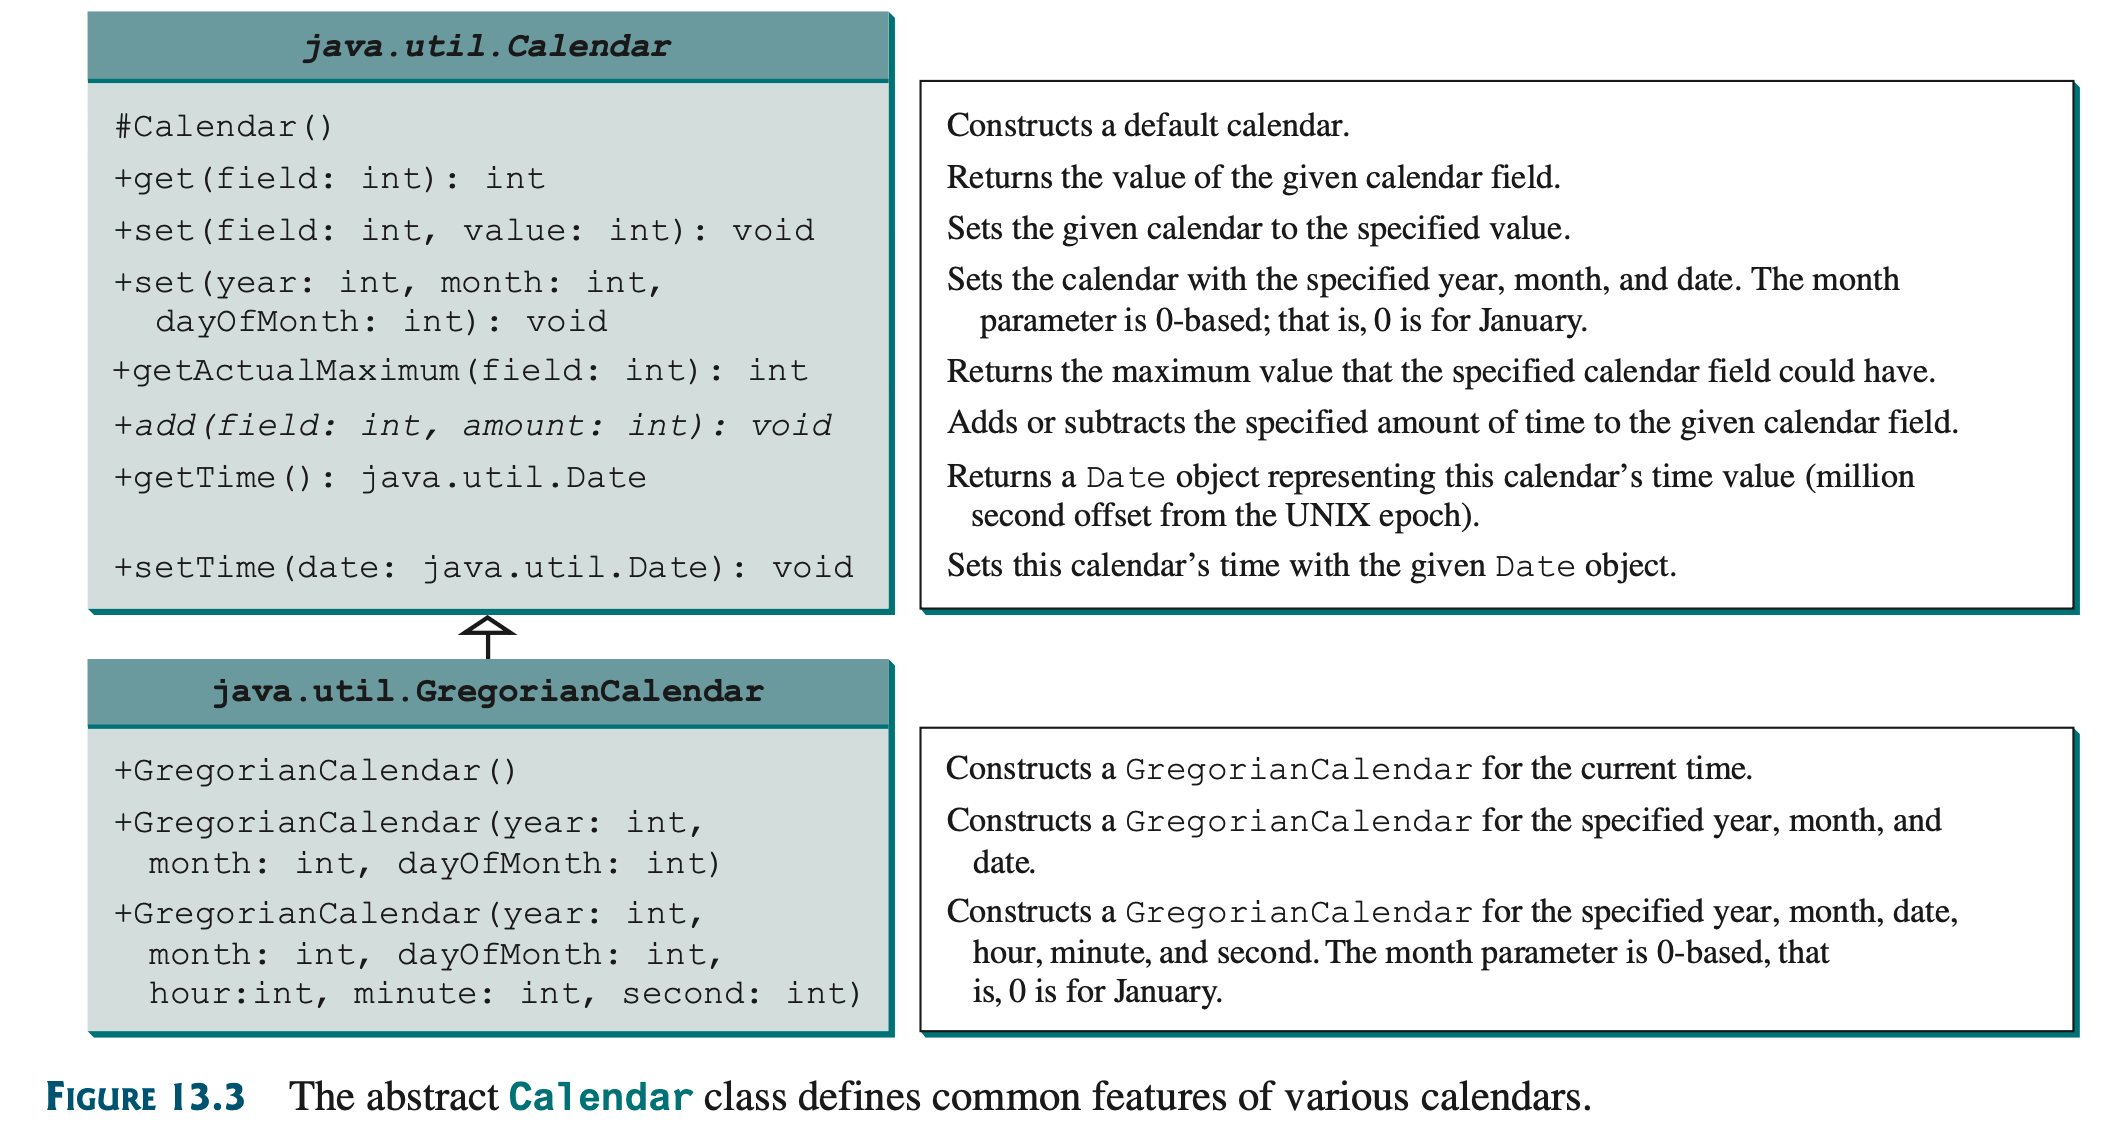 java.util.Calendar
#Calendar()
Constructs a default calendar.
+get(field: int): int
Returns the value of the given calendar field.
+set(field: int, value: int): void
Sets the given calendar to the specified value.
+set(year: int, month: int,
dayOfMonth: int): void
Sets the calendar with the specified year, month, and date. The month
parameter is 0-based; that is, 0 is for January.
+getActualMaximum(field: int): int
Returns the maximum value that the specified calendar field could have.
+add(field: int, amount: int): void
Adds or subtracts the specified amount of time to the given calendar field.
+getTime(): java.util.Date
Returns a Date object representing this calendar’s time value (million
second offset from the UNIX epoch).
+setTime(date: java.util.Date): void
Sets this calendar’s time with the given Date object.
java.util.GregorianCalendar
+GregorianCalendar()
Constructs a GregorianCalendar for the current time.
+GregorianCalendar(year: int,
month: int, dayOfMonth: int)
Constructs a GregorianCalendar for the specified year, month, and
date.
+GregorianCalendar(year: int,
month: int, dayOfMonth: int,
hour:int, minute: int, second: int)
Constructs a GregorianCalendar for the specified year, month, date,
hour, minute, and second. The month parameter is 0-based, that
is, 0 is for January.
FIGURE 13.3 The abstract Calendar class defines common features of various calendars.